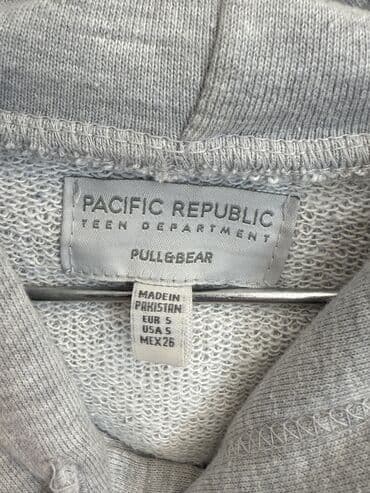 PACIFIC REPUBLIC
TEEN DEPARTMENT
PULL&BEAR
MADE IN
PAKISTAN
EUR S
USA S
MEX 26